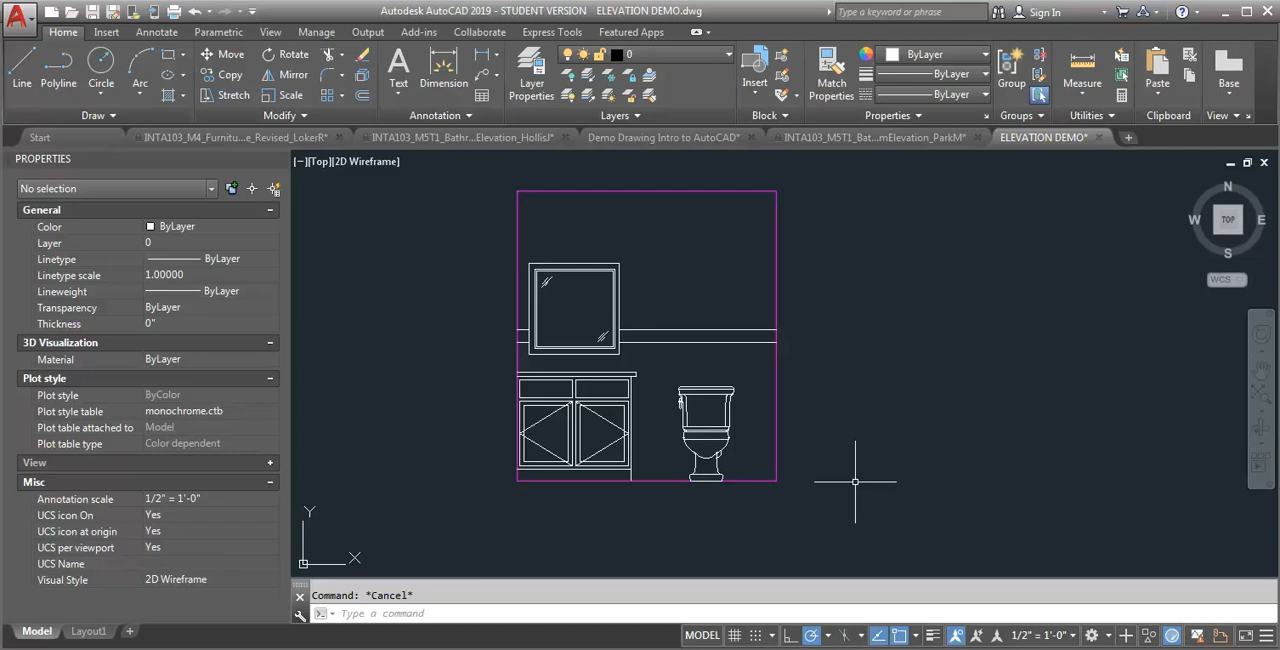 Autodesk AutoCAD 2019 - STUDENT VERSION ELEVATION DEMO.dwg
Type a keyword or phrase
Sign In
Home Insert Annotate Parametric View Manage Output Add-ins Collaborate Express Tools Featured Apps
Line Polyline Circle Arc
Move Rotate
Copy Mirror
Stretch Scale
Text Dimension
Layer Properties
0
Insert
Match Properties
ByLayer
ByLayer
ByLayer
Group
Measure
Paste
Base
Draw Modify Annotation Layers Block Properties Groups Utilities Clipboard View
Start INTA103_M4_Furnitu...e_Revised_LokerR* INTA103_M5T1_Bathr...Elevation_HollisJ* Demo Drawing Intro to AutoCAD* INTA103_M5T1_Bat...mElevation_ParkM* ELEVATION DEMO*
PROPERTIES
[−][Top][2D Wireframe]
No selection
General
Color ByLayer
Layer 0
Linetype ByLayer
Linetype scale 1.00000
Lineweight ByLayer
Transparency ByLayer
Thickness 0"
3D Visualization
Material ByLayer
Plot style
Plot style ByColor
Plot style table monochrome.ctb
Plot table attached to Model
Plot table type Color dependent
View
Misc
Annotation scale 1/2" = 1'-0"
UCS icon On Yes
UCS icon at origin Yes
UCS per viewport Yes
UCS Name
Visual Style 2D Wireframe
N
W TOP E
S
WCS
Y
X
Command: *Cancel*
Type a command
Model Layout1
MODEL 1/2" = 1'-0"